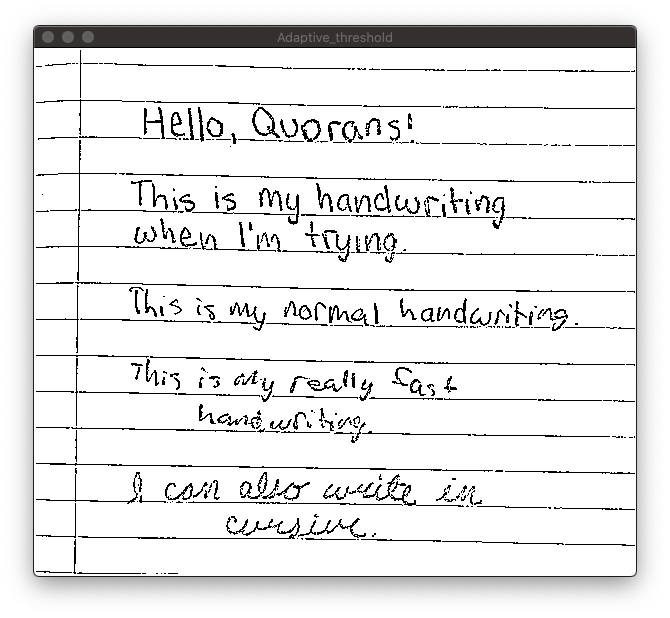 Adaptive_threshold
Hello, Quorans!
This is my handwriting
when I'm trying.
This is my normal handwriting.
This is my really fast
handwriting.
I can also write in
cursive.